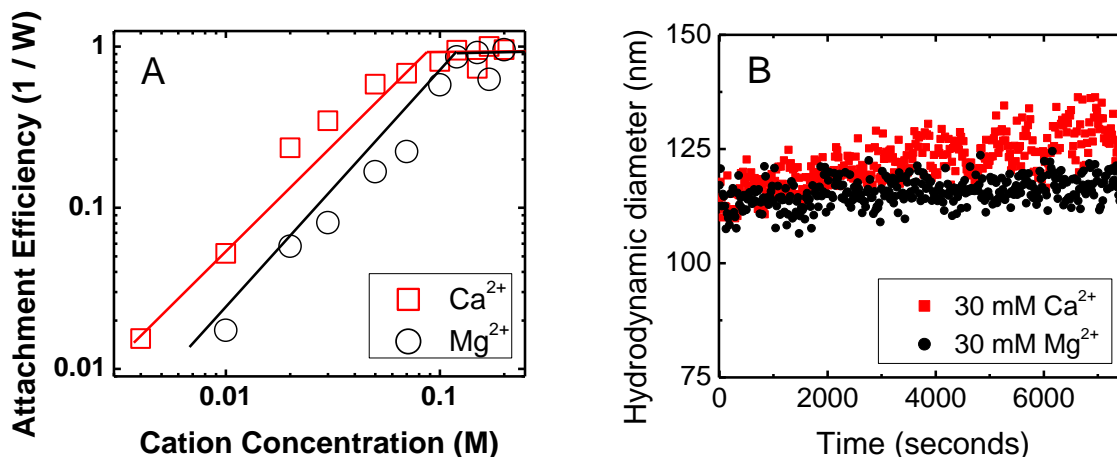 Attachment Efficiency (1 / W)
1
0.1
0.01
A
Ca²⁺
Mg²⁺
0.01 0.1
Cation Concentration (M)
Hydrodynamic diameter (nm)
150
125
100
75
B
30 mM Ca²⁺
30 mM Mg²⁺
0 2000 4000 6000
Time (seconds)